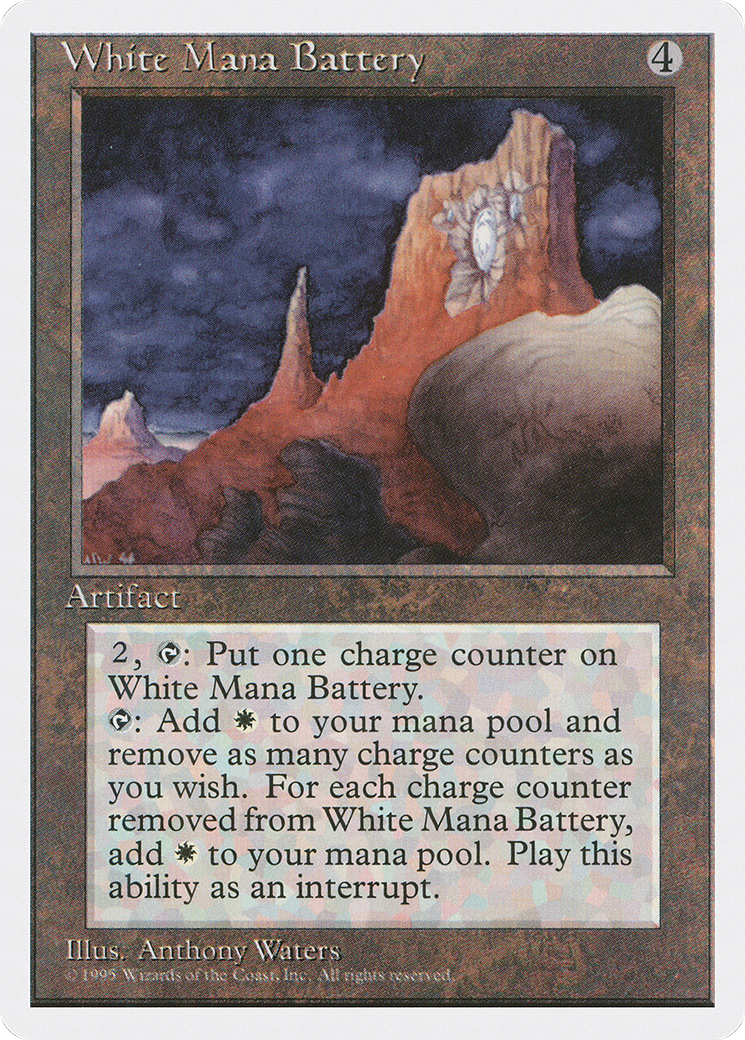 White Mana Battery 4
Artifact
2, : Put one charge counter on
White Mana Battery.
: Add to your mana pool and
remove as many charge counters as
you wish. For each charge counter
removed from White Mana Battery,
add to your mana pool. Play this
ability as an interrupt.
Illus. Anthony Waters
© 1995 Wizards of the Coast, Inc. All rights reserved.